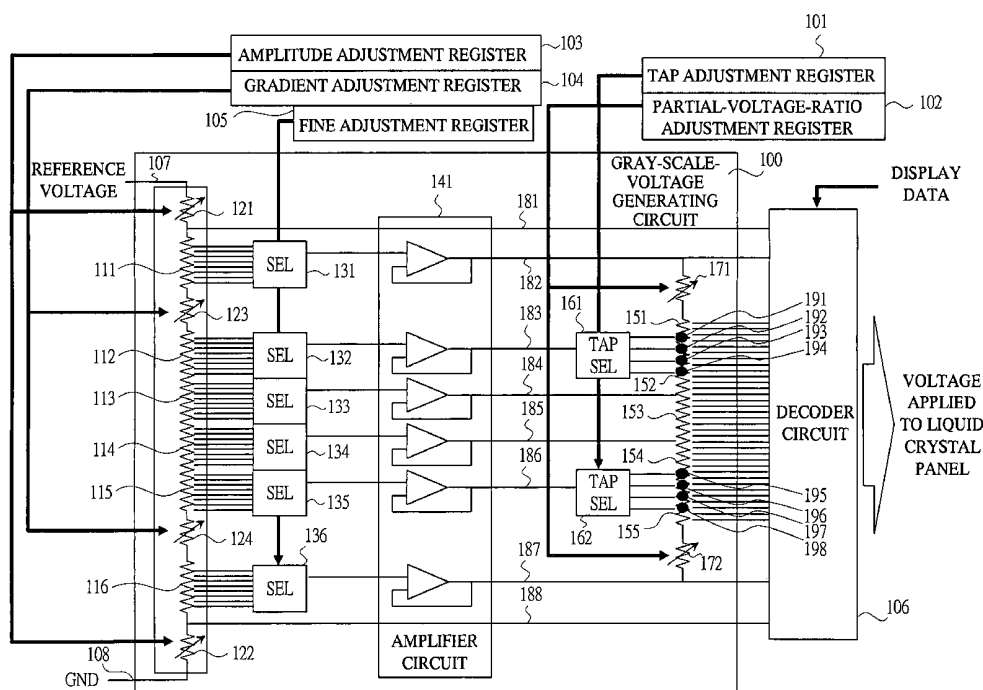 AMPLITUDE ADJUSTMENT REGISTER
103
GRADIENT ADJUSTMENT REGISTER
104
105
FINE ADJUSTMENT REGISTER
101
TAP ADJUSTMENT REGISTER
PARTIAL-VOLTAGE-RATIO
ADJUSTMENT REGISTER
102
107
REFERENCE
VOLTAGE
GRAY-SCALE-
VOLTAGE
GENERATING
CIRCUIT
100
DISPLAY
DATA
141
121
181
111
SEL
131
182
171
123
161
151
191
192
193
194
183
112
SEL
132
TAP
SEL
184
152
113
SEL
133
153
185
DECODER
CIRCUIT
VOLTAGE
APPLIED
TO LIQUID
CRYSTAL
PANEL
114
SEL
134
186
154
115
SEL
135
TAP
SEL
195
196
197
198
162
155
124
136
187
172
116
SEL
188
106
122
AMPLIFIER
CIRCUIT
108
GND